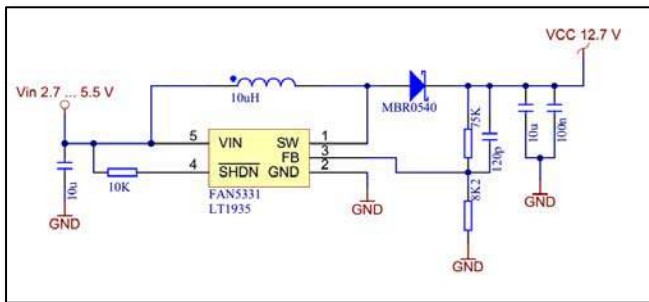 VCC 12.7 V
Vin 2.7 ... 5.5 V
10uH
MBR0540
75K
120p
10u
100n
5 VIN SW 1
FB 3
4 SHDN GND 2
10K
10u
FAN5331
LT1935
8K2
GND
GND
GND
GND